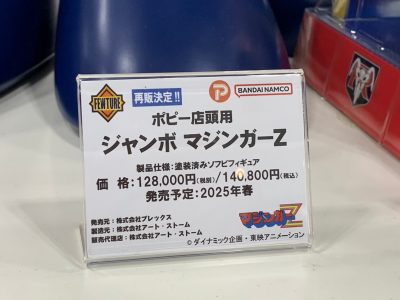 FEWTURE
再販決定!!
P
BANDAI NAMCO
ポピー店頭用
ジャンボ マジンガーZ
製品仕様:塗装済みソフビフィギュア
価 格:128,000円(税別)/140,800円(税込)
発売予定:2025年春
発売元:株式会社プレックス
製造元:株式会社アート・ストーム
販売代理店:株式会社アート・ストーム
マジンガーZ
©ダイナミック企画・東映アニメーション